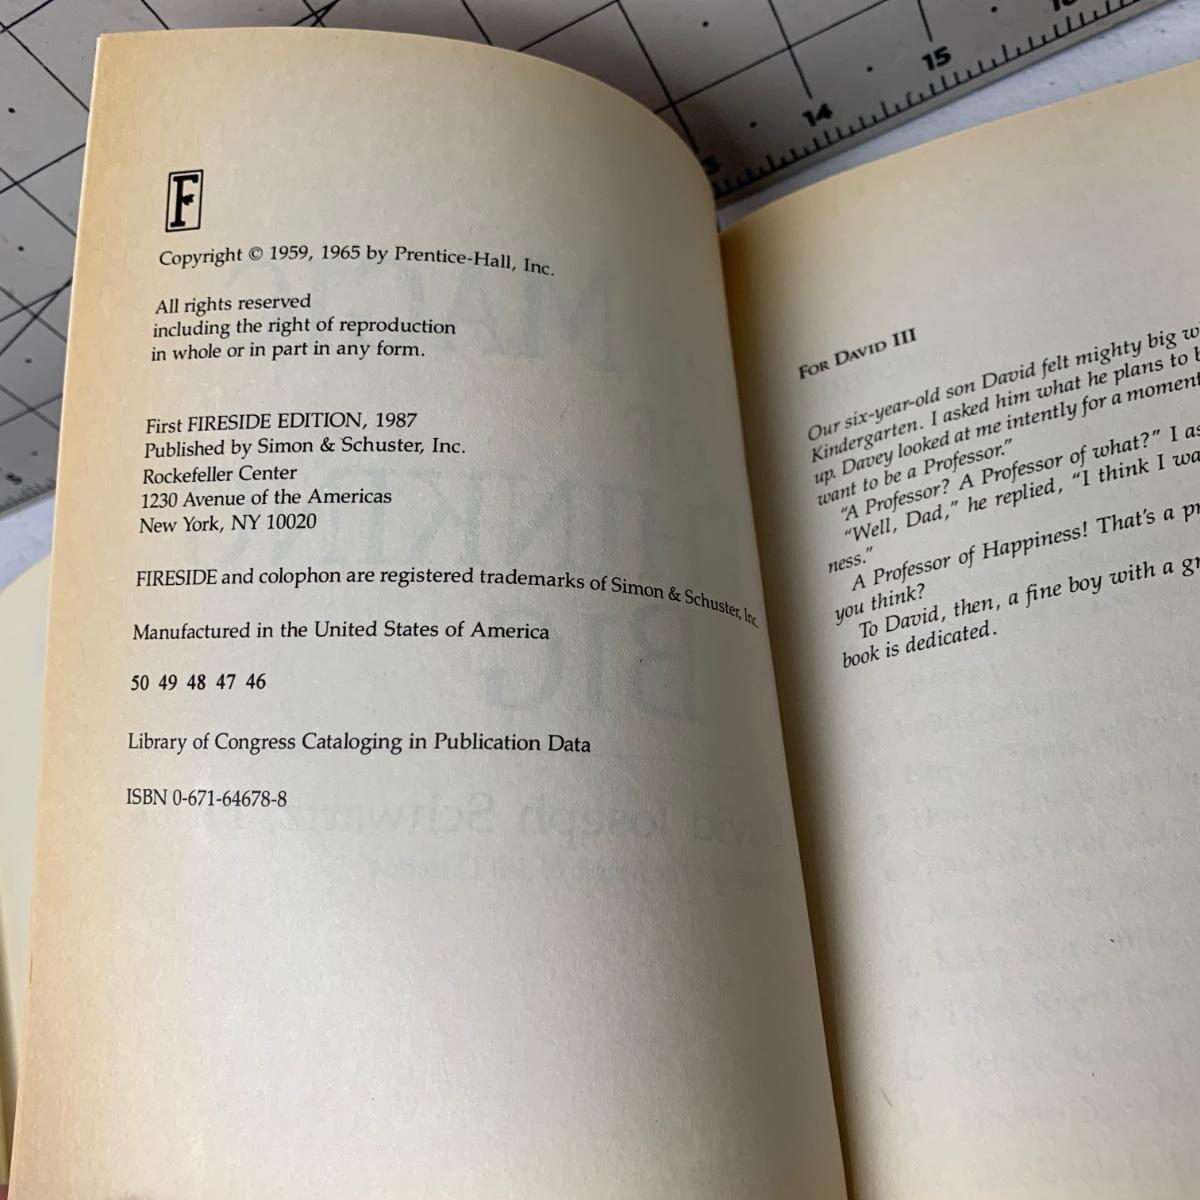 F
Copyright © 1959, 1965 by Prentice-Hall, Inc.
All rights reserved
including the right of reproduction
in whole or in part in any form.
First FIRESIDE EDITION, 1987
Published by Simon & Schuster, Inc.
Rockefeller Center
1230 Avenue of the Americas
New York, NY 10020
FIRESIDE and colophon are registered trademarks of Simon & Schuster, Inc.
Manufactured in the United States of America
50 49 48 47 46
Library of Congress Cataloging in Publication Data
ISBN 0-671-64678-8
FOR DAVID III
Our six-year-old son David felt mighty big
Kindergarten. I asked him what he plans to
up. Davey looked at me intently for a moment
want to be a Professor."
"A Professor? A Professor of what?" I
"Well, Dad," he replied, "I think I
ness."
A Professor of Happiness! That's a
you think?
To David, then, a fine boy with a
book is dedicated.
14
15